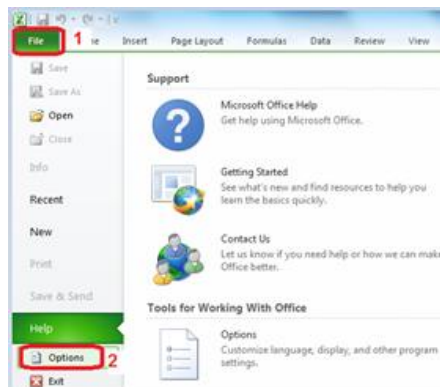 File 1 me Insert Page Layout Formulas Data Review View
Save
Save As
Open
Close
Info
Recent
New
Print
Save & Send
Help
Options 2
Exit
Support
Microsoft Office Help
Get help using Microsoft Office.
Getting Started
See what's new and find resources to help you
learn the basics quickly.
Contact Us
Let us know if you need help or how we can make
Office better.
Tools for Working With Office
Options
Customize language, display, and other program
settings.